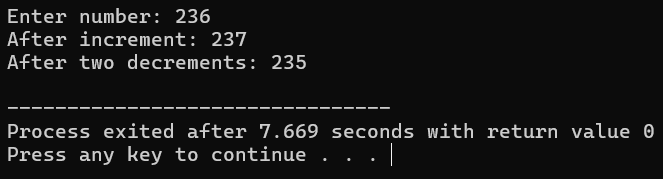 Enter number: 236
After increment: 237
After two decrements: 235
--------------------------------
Process exited after 7.669 seconds with return value 0
Press any key to continue . . .